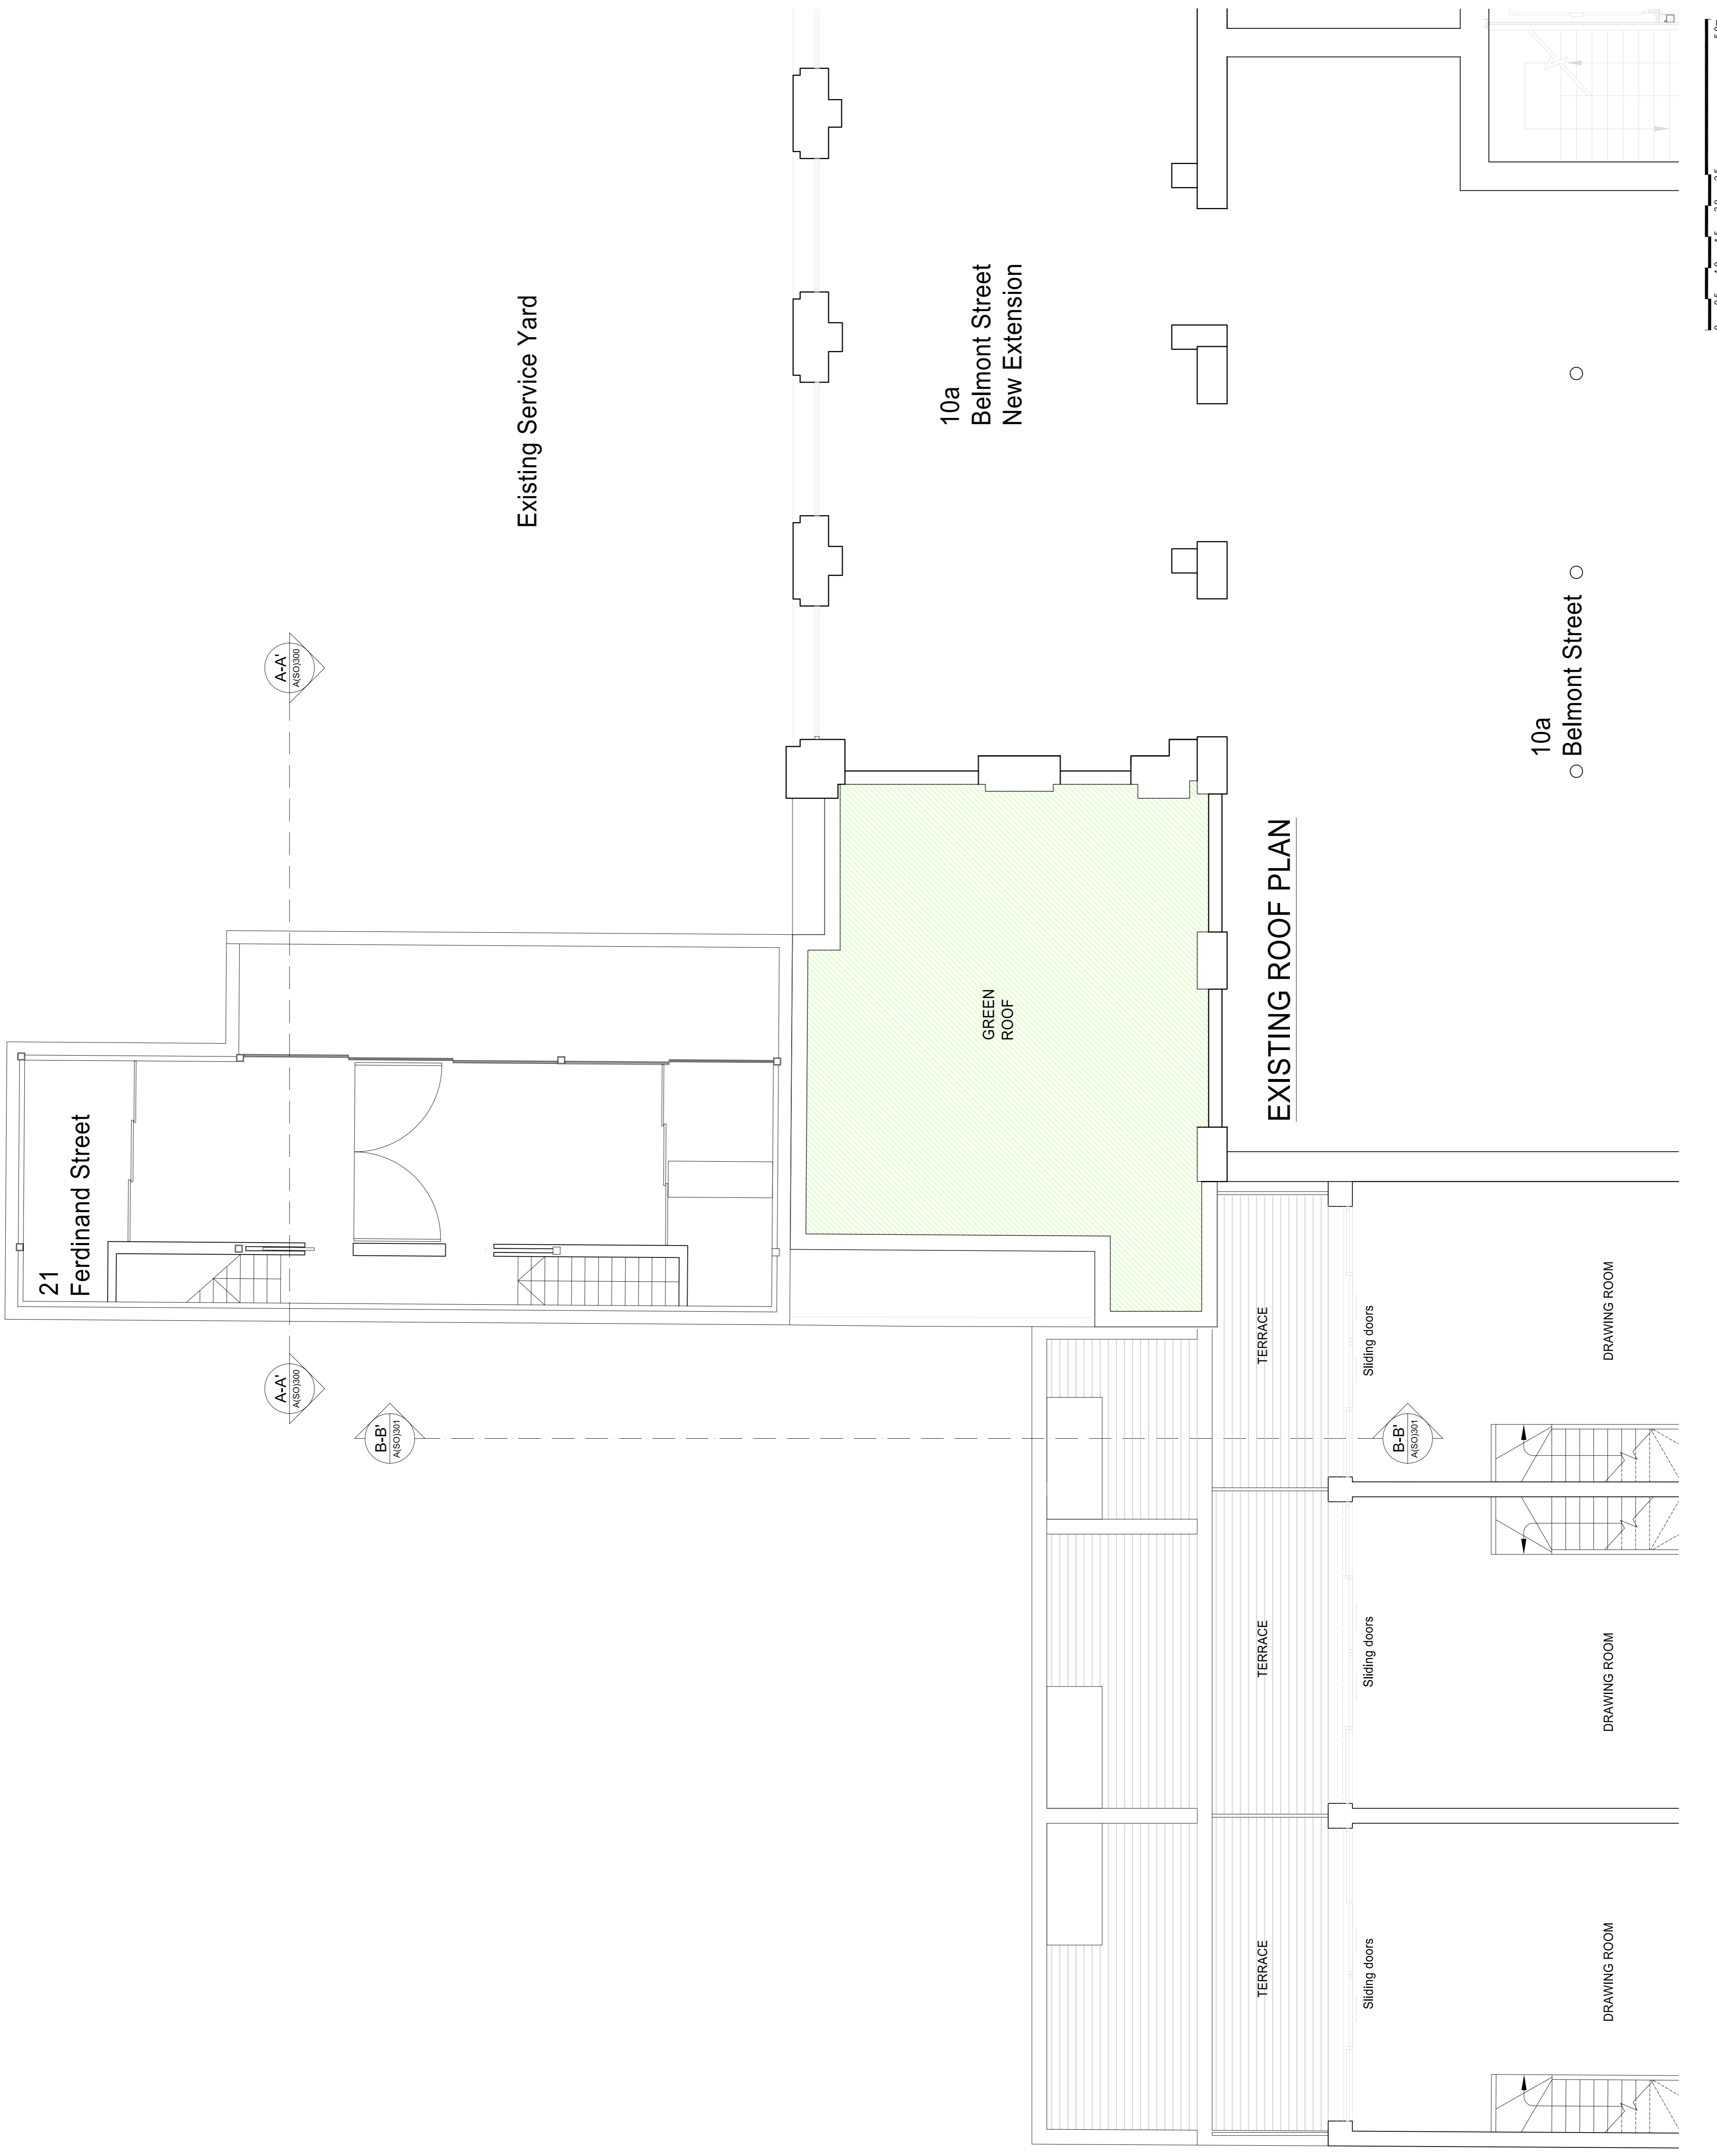 21
Ferdinand Street
A-A'
A(SO)300
A-A'
A(SO)300
B-B'
A(SO)301
Existing Service Yard
10a
Belmont Street
New Extension
GREEN
ROOF
EXISTING ROOF PLAN
10a
Belmont Street
TERRACE
TERRACE
TERRACE
Sliding doors
Sliding doors
Sliding doors
B-B'
A(SO)301
DRAWING ROOM
DRAWING ROOM
DRAWING ROOM